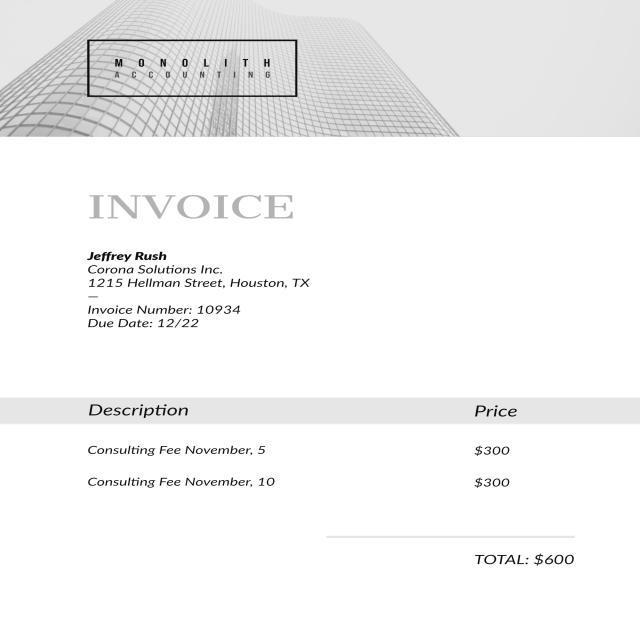 MONOLITH
ACCOUNTING
INVOICE
Jeffrey Rush
Corona Solutions Inc.
1215 Hellman Street, Houston, TX
—
Invoice Number: 10934
Due Date: 12/22
Description Price
Consulting Fee November, 5 $300
Consulting Fee November, 10 $300
TOTAL: $600